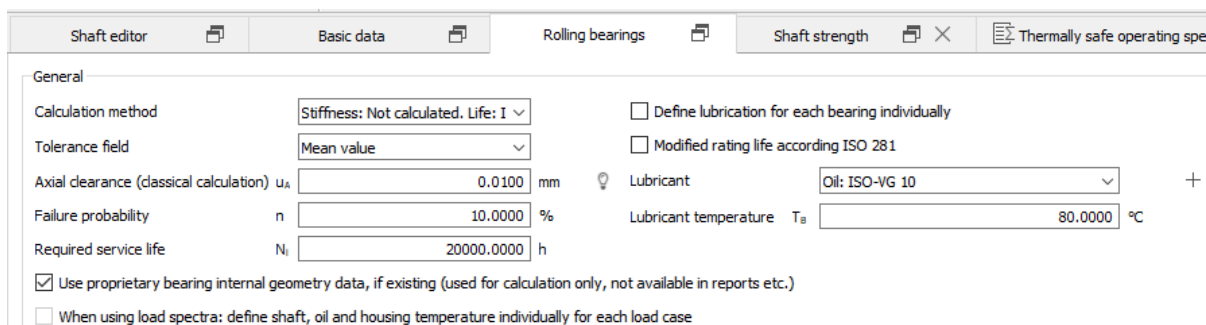 Shaft editor Basic data Rolling bearings Shaft strength Thermally safe operating spe
General
Calculation method Stiffness: Not calculated. Life: I Define lubrication for each bearing individually
Tolerance field Mean value Modified rating life according ISO 281
Axial clearance (classical calculation) uA 0.0100 mm Lubricant Oil: ISO-VG 10
Failure probability n 10.0000 % Lubricant temperature TB 80.0000 °C
Required service life Nl 20000.0000 h
Use proprietary bearing internal geometry data, if existing (used for calculation only, not available in reports etc.)
When using load spectra: define shaft, oil and housing temperature individually for each load case